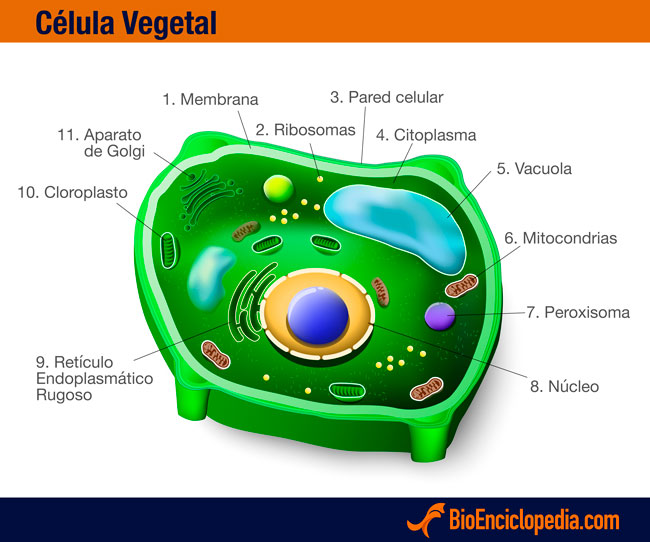 Célula Vegetal
1. Membrana
2. Ribosomas
3. Pared celular
4. Citoplasma
5. Vacuola
6. Mitocondrias
7. Peroxisoma
8. Núcleo
9. Retículo
Endoplasmático
Rugoso
10. Cloroplasto
11. Aparato
de Golgi
BioEnciclopedia.com